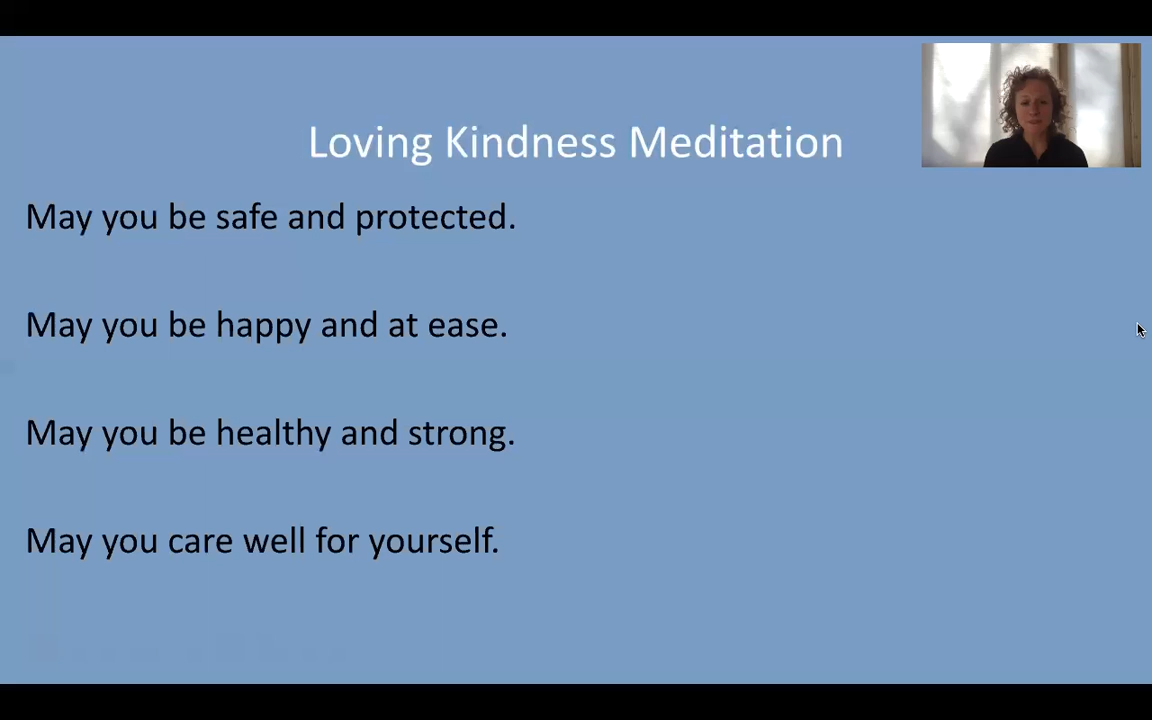 Loving Kindness Meditation
May you be safe and protected.
May you be happy and at ease.
May you be healthy and strong.
May you care well for yourself.